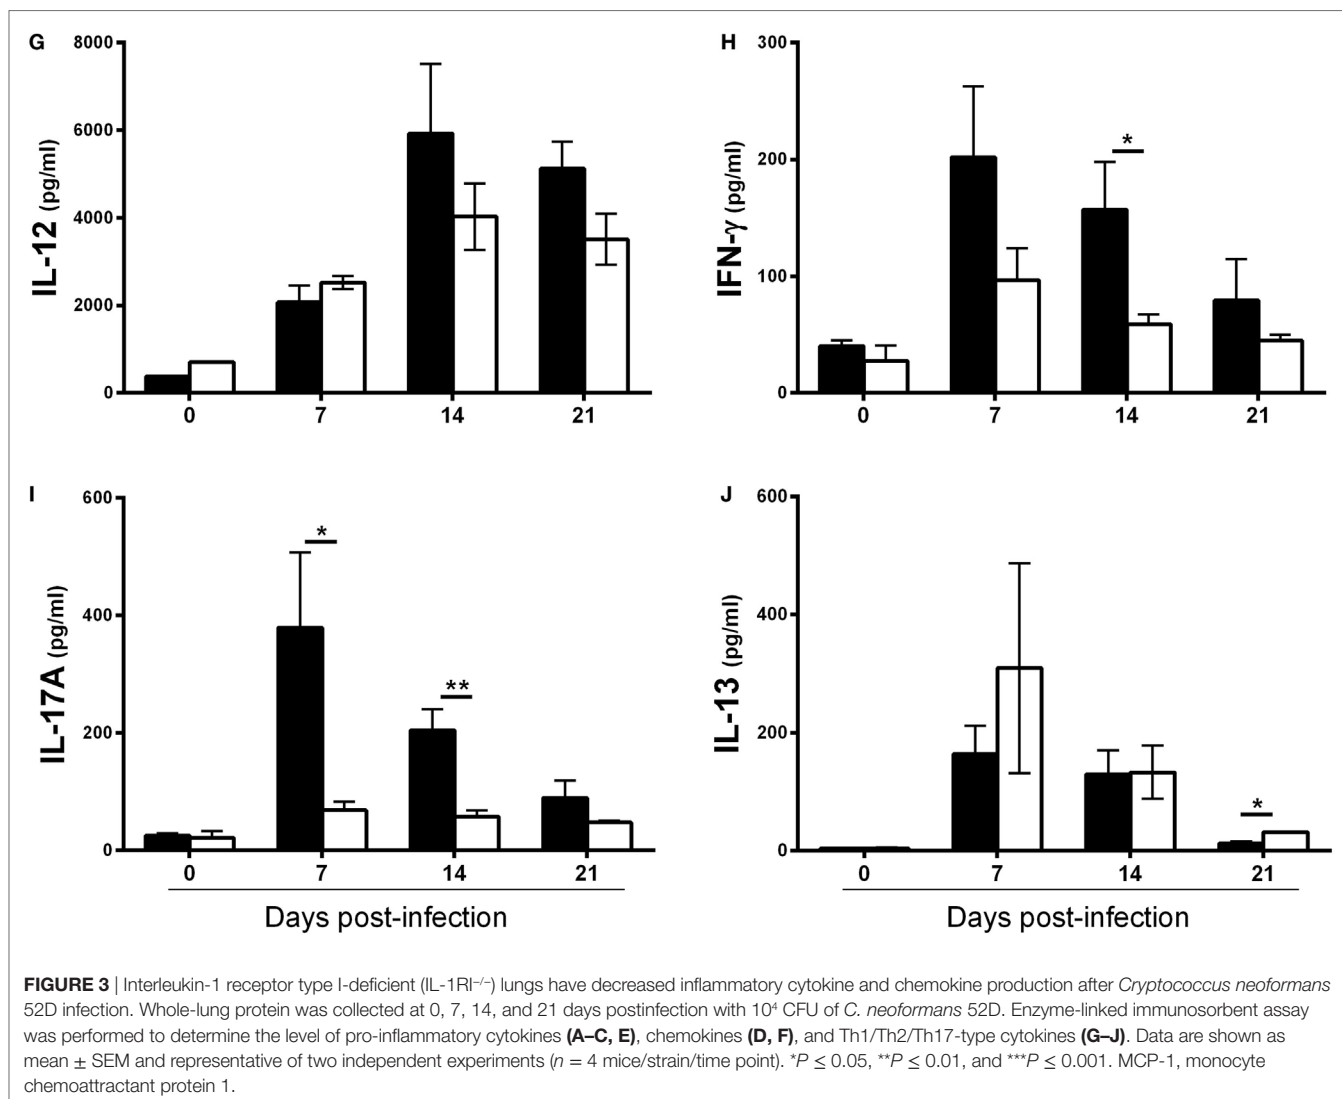 G
8000
6000
4000
2000
0
IL-12 (pg/ml)
0 7 14 21
H
300
200
100
0
IFN-γ (pg/ml)
*
0 7 14 21
I
600
400
200
0
IL-17A (pg/ml)
*
**
0 7 14 21
Days post-infection
J
600
400
200
0
IL-13 (pg/ml)
*
0 7 14 21
Days post-infection
FIGURE 3 | Interleukin-1 receptor type I-deficient (IL-1RI⁻/⁻) lungs have decreased inflammatory cytokine and chemokine production after Cryptococcus neoformans
52D infection. Whole-lung protein was collected at 0, 7, 14, and 21 days postinfection with 10⁴ CFU of C. neoformans 52D. Enzyme-linked immunosorbent assay
was performed to determine the level of pro-inflammatory cytokines (A–C, E), chemokines (D, F), and Th1/Th2/Th17-type cytokines (G–J). Data are shown as
mean ± SEM and representative of two independent experiments (n = 4 mice/strain/time point). *P ≤ 0.05, **P ≤ 0.01, and ***P ≤ 0.001. MCP-1, monocyte
chemoattractant protein 1.